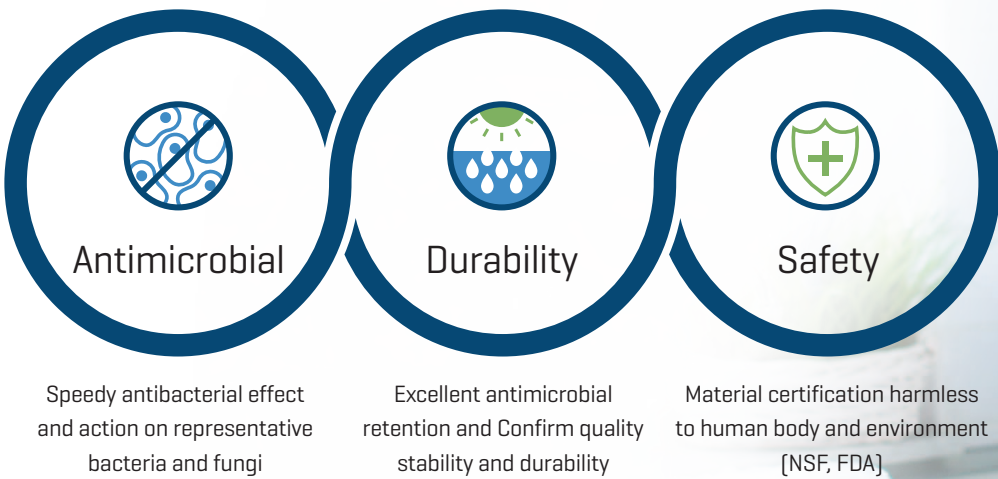 Antimicrobial
Speedy antibacterial effect
and action on representative
bacteria and fungi
Durability
Excellent antimicrobial
retention and Confirm quality
stability and durability
Safety
Material certification harmless
to human body and environment
(NSF, FDA)